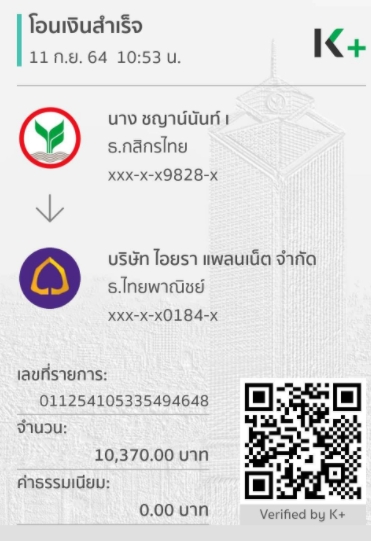 โอนเงินสำเร็จ
11 ก.ย. 64 10:53 น.
K+
นาง ชญาน์นันท์ เ
ธ.กสิกรไทย
xxx-x-x9828-x
บริษัท ไอยรา แพลนเน็ต จำกัด
ธ.ไทยพาณิชย์
xxx-x-x0184-x
เลขที่รายการ:
011254105335494648
จำนวน:
10,370.00 บาท
ค่าธรรมเนียม:
0.00 บาท
Verified by K+